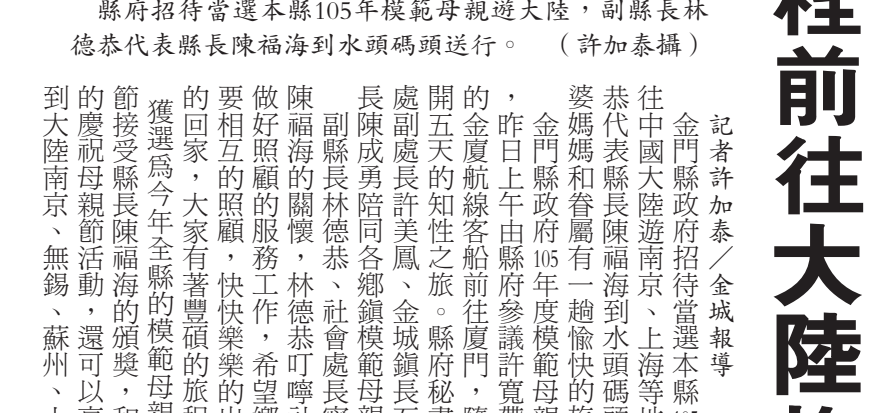 縣府招待當選本縣105年模範母親遊大陸，副縣長林
德恭代表縣長陳福海到水頭碼頭送行。　（許加泰攝）
程前往大陸
記者許加泰／金城報導
金門縣政府招待當選本縣
往中國大陸遊南京、上海等地
恭代表縣長陳福海到水頭碼頭
婆媽媽和眷屬有一趟愉快的旅
金門縣政府105年度模範母親
，昨日上午由縣府參議許寬帶
的金廈航線客船前往廈門，隨
開五天的知性之旅。縣府秘書
處副處長許美鳳、金城鎮長石
長陳成勇陪同各鄉鎮模範母親
副縣長林德恭、社會處長
陳福海的關懷，林德恭叮嚀社
做好照顧的服務工作，希望鄉
要相互的照顧，快快樂樂的出
的回家，大家有著豐碩的旅程
獲選為今年全縣的模範母親
節接受縣長陳福海的頒獎，和
的慶祝母親節活動，還可以享
到大陸南京、無錫、蘇州、